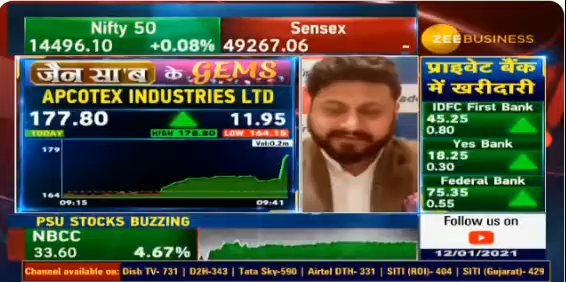 Nifty 50
14496.10 +0.08%
Sensex
49267.06 -
ZEEBUSINESS
जैन सा'ब के GEMS
APCOTEX INDUSTRIES LTD
177.80 11.95
TODAY HIGH 178.80 LOW 164.15
Vol:0.2m
179
164
09:15 09:41
प्राइवेट बैंक
में खरीदारी
IDFC First Bank
45.25
0.80
Yes Bank
18.25
0.30
Federal Bank
75.35
0.55
PSU STOCKS BUZZING
NBCC
33.60 4.67%
Follow us on
12/01/2021
Channel available on: Dish TV- 731 | D2H-343 | Tata Sky-590 | Airtel DTH- 331 | SITI (ROI)- 404 | SITI (Gujarat)- 429